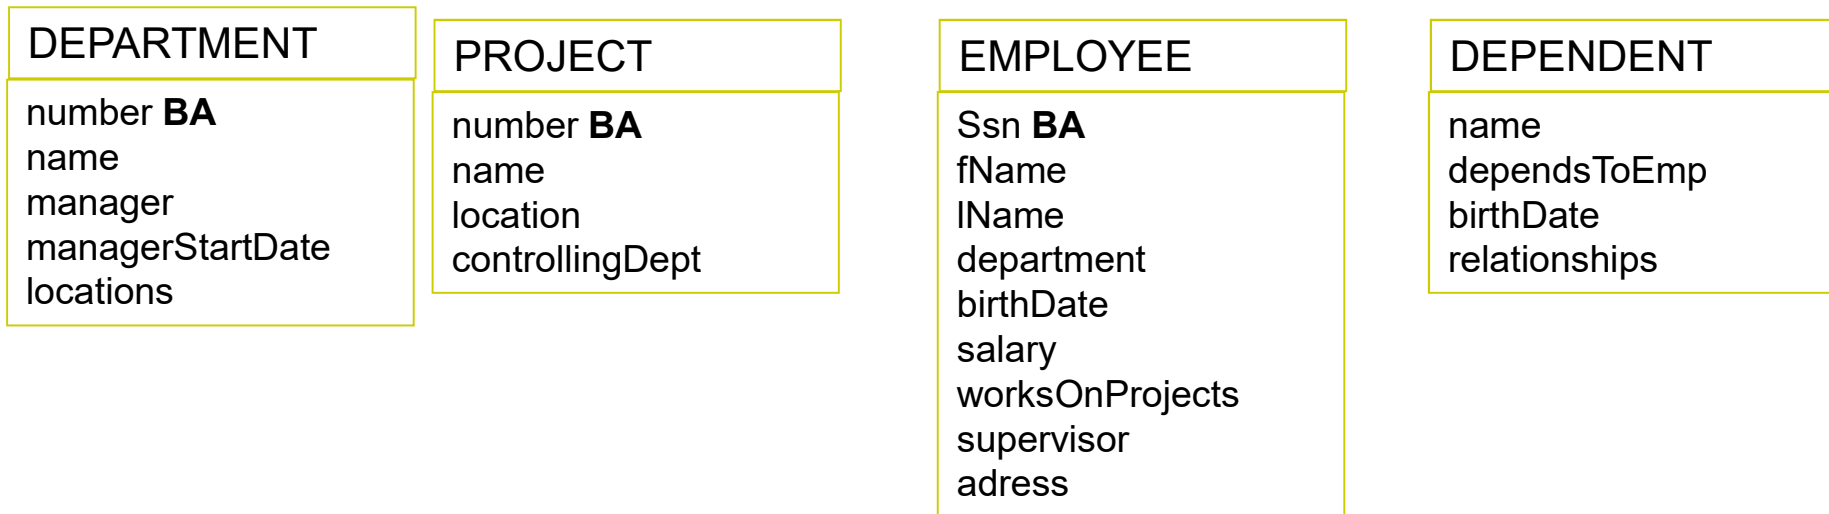 DEPARTMENT
number BA
name
manager
managerStartDate
locations
PROJECT
number BA
name
location
controllingDept
EMPLOYEE
Ssn BA
fName
lName
department
birthDate
salary
worksOnProjects
supervisor
adress
DEPENDENT
name
dependsToEmp
birthDate
relationships